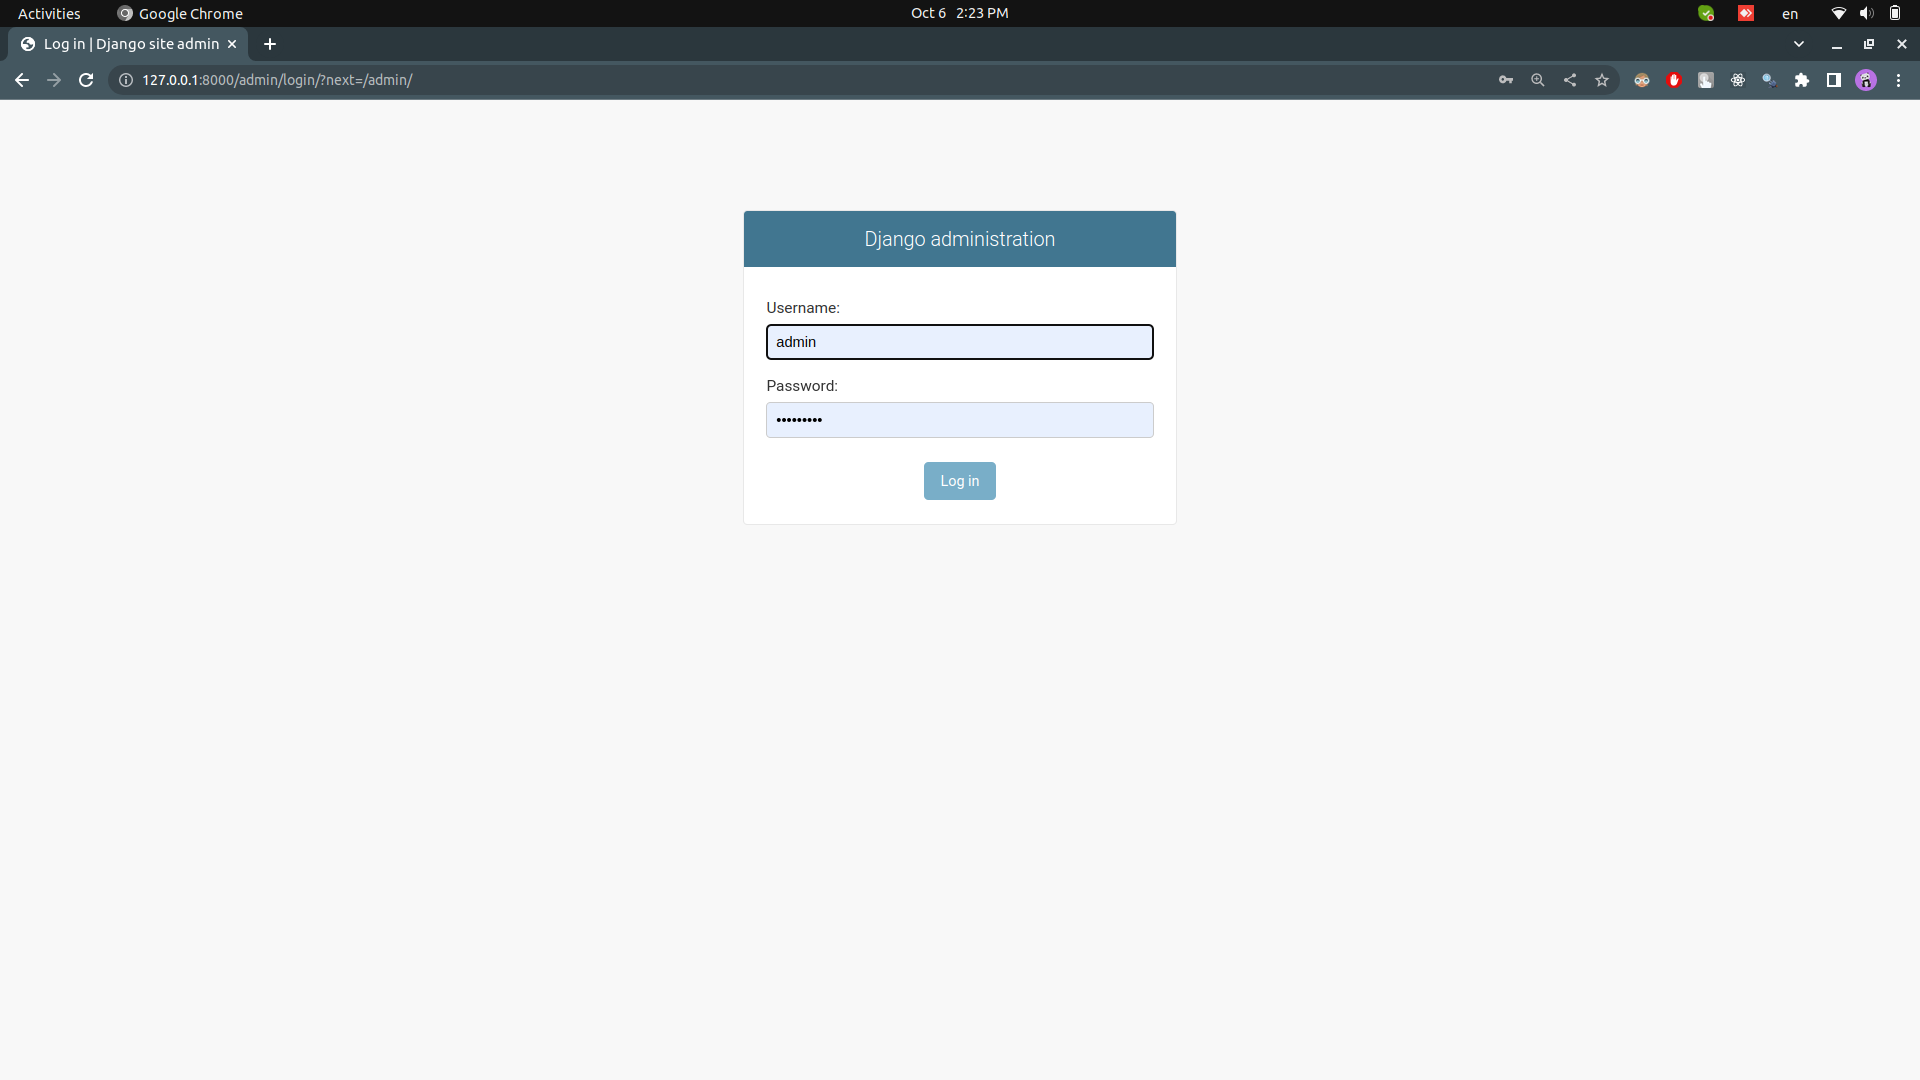 Activities
Google Chrome
Oct 6 2:23 PM
en
Log in | Django site admin
127.0.0.1:8000/admin/login/?next=/admin/
Django administration
Username:
admin
Password:
•••••••••
Log in